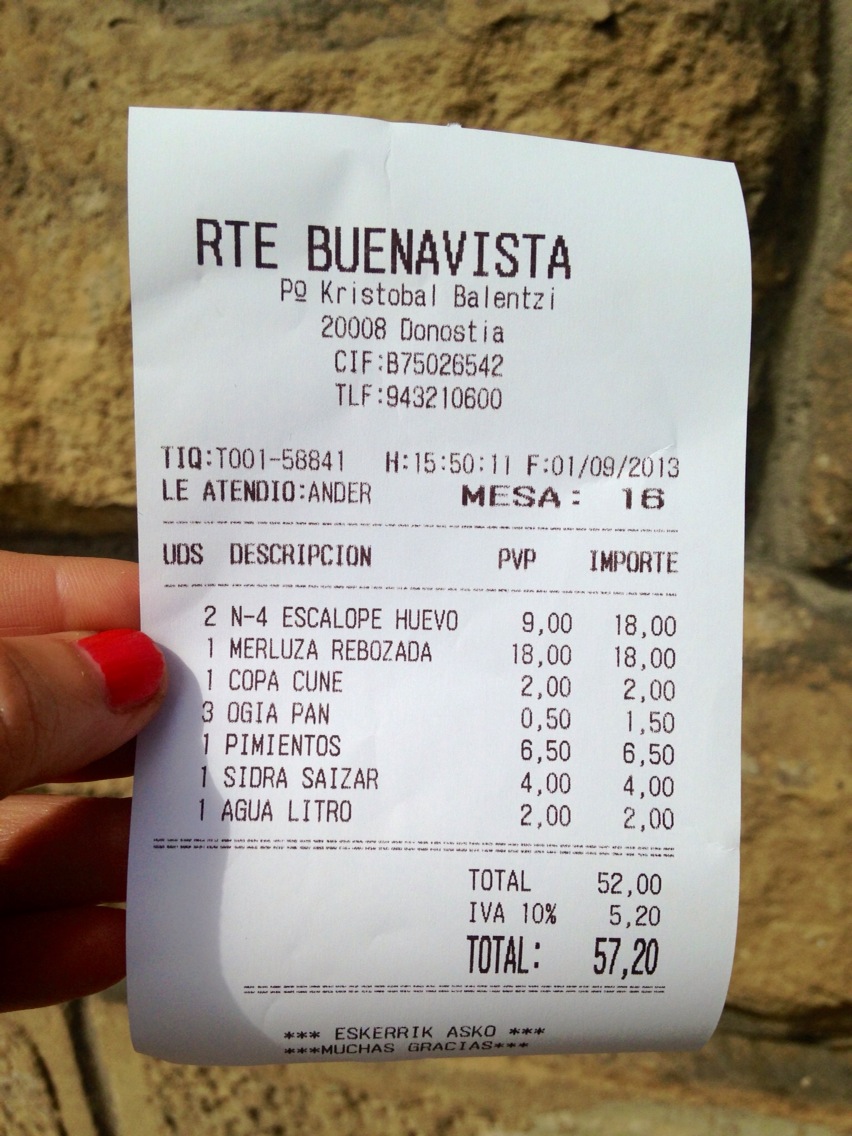 RTE BUENAVISTA
Pº Kristobal Balentzi
20008 Donostia
CIF:B75026542
TLF:943210600
TIQ:T001-58841 H:15:50:11 F:01/09/2013
LE ATENDIO:ANDER MESA: 16
UDS DESCRIPCION PVP IMPORTE
2 N-4 ESCALOPE HUEVO 9,00 18,00
1 MERLUZA REBOZADA 18,00 18,00
1 COPA CUNE 2,00 2,00
3 OGIA PAN 0,50 1,50
1 PIMIENTOS 6,50 6,50
1 SIDRA SAIZAR 4,00 4,00
1 AGUA LITRO 2,00 2,00
TOTAL 52,00
IVA 10% 5,20
TOTAL: 57,20
*** ESKERRIK ASKO ***
***MUCHAS GRACIAS***